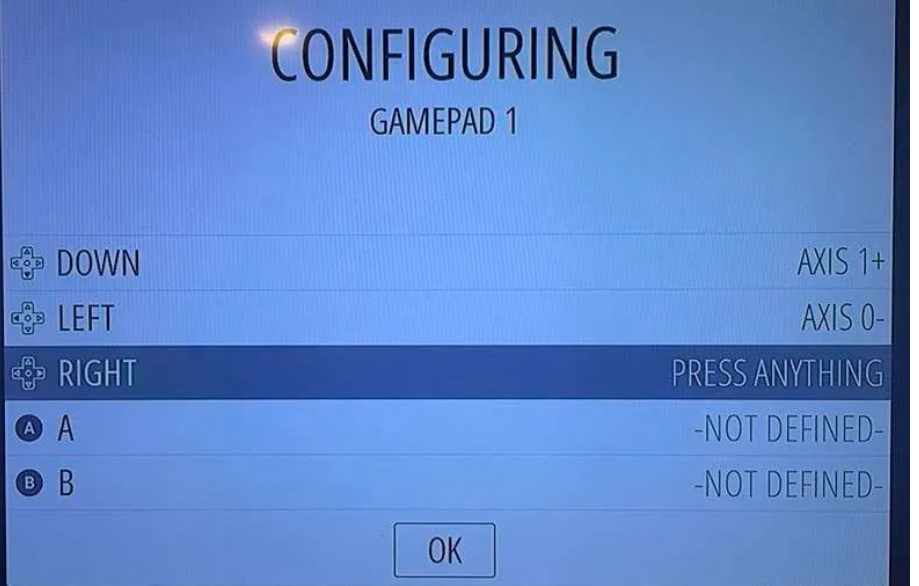 CONFIGURING
GAMEPAD 1
DOWN AXIS 1+
LEFT AXIS 0-
RIGHT PRESS ANYTHING
A A -NOT DEFINED-
B B -NOT DEFINED-
OK